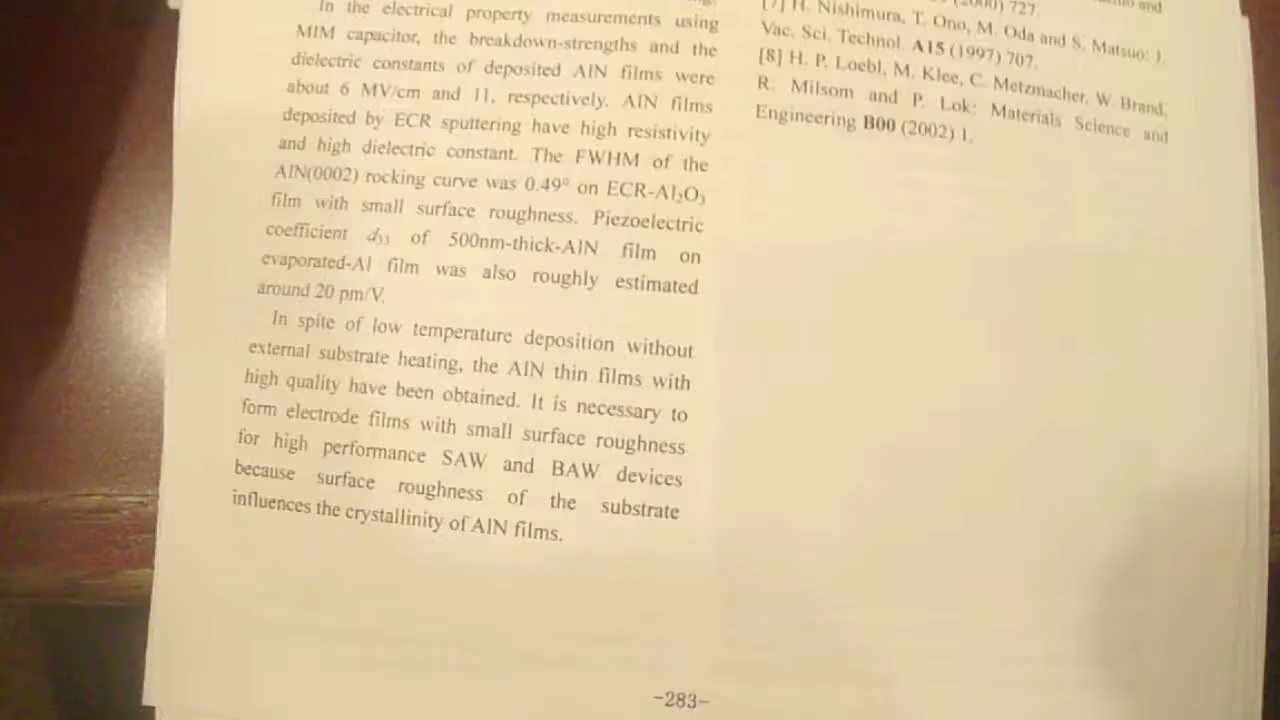 In the electrical property measurements using
MIM capacitor, the breakdown-strengths and the
dielectric constants of deposited AlN films were
about 6 MV/cm and 11, respectively. AlN films
deposited by ECR sputtering have high resistivity
and high dielectric constant. The FWHM of the
AlN(0002) rocking curve was 0.49° on ECR-Al₂O₃
film with small surface roughness. Piezoelectric
coefficient d₃₃ of 500nm-thick-AlN film on
evaporated-Al film was also roughly estimated
around 20 pm/V.
In spite of low temperature deposition without
external substrate heating, the AlN thin films with
high quality have been obtained. It is necessary to
form electrode films with small surface roughness
for high performance SAW and BAW devices
because surface roughness of the substrate
influences the crystallinity of AlN films.
(2000) 727.
[7] H. Nishimura, T. Ono, M. Oda and S. Matsuo: J.
Vac. Sci. Technol. A15 (1997) 707.
[8] H. P. Loebl, M. Klee, C. Metzmacher, W. Brand,
R. Milsom and P. Lok: Materials Science and
Engineering B00 (2002) 1.
-283-